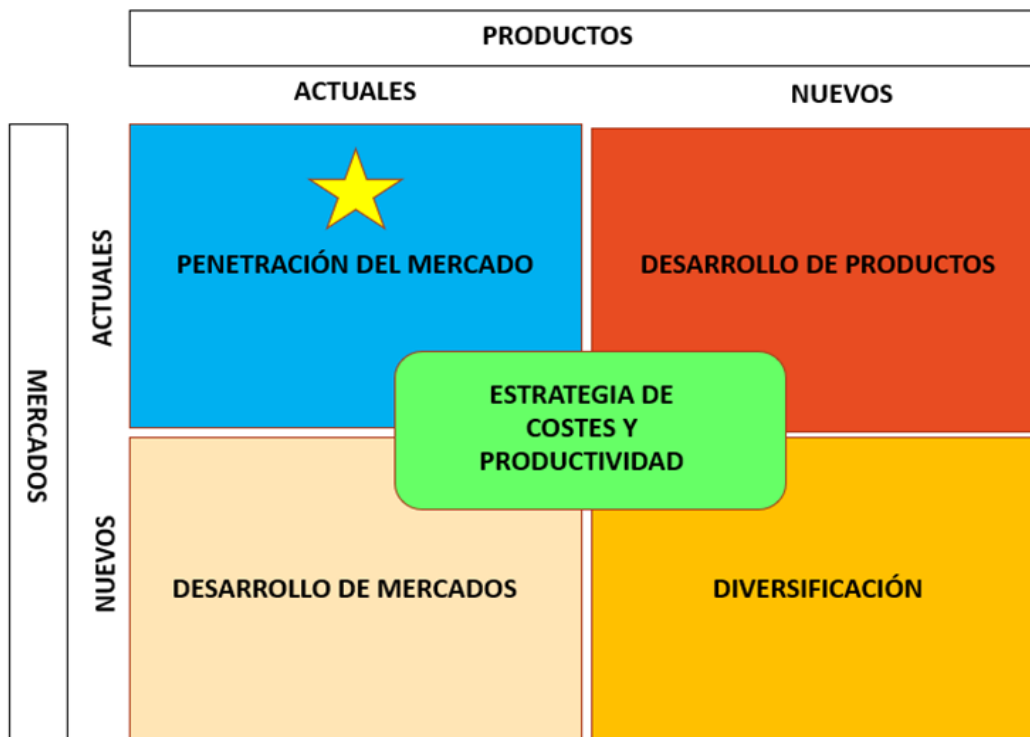 PRODUCTOS
ACTUALES
NUEVOS
MERCADOS
ACTUALES
PENETRACIÓN DEL MERCADO
DESARROLLO DE PRODUCTOS
ESTRATEGIA DE
COSTES Y
PRODUCTIVIDAD
NUEVOS
DESARROLLO DE MERCADOS
DIVERSIFICACIÓN